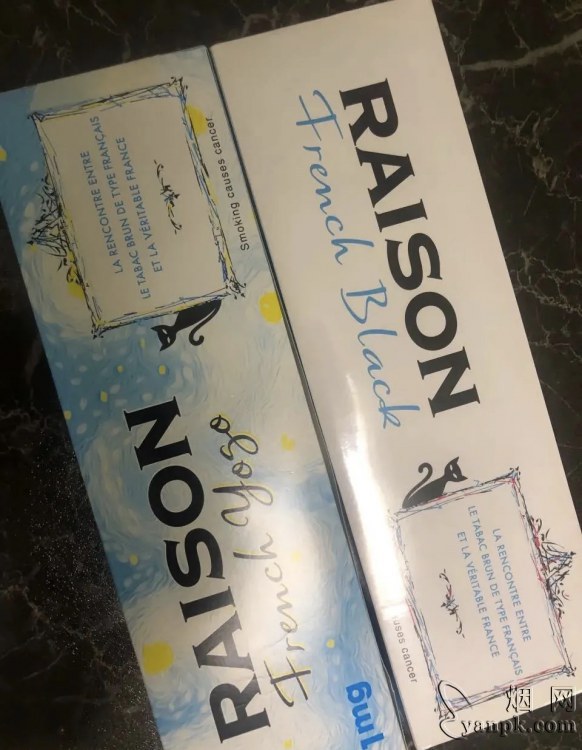 LA RENCONTRE ENTRE
LE TABAC BRUN DE TYPE FRANÇAIS
ET LA VÉRITABLE FRANCE
Smoking causes cancer.
RAISON
French Yogo
1mg
RAISON
French Black
LA RENCONTRE ENTRE
LE TABAC BRUN DE TYPE FRANÇAIS
ET LA VÉRITABLE FRANCE
causes cancer
烟网
yanpk.com